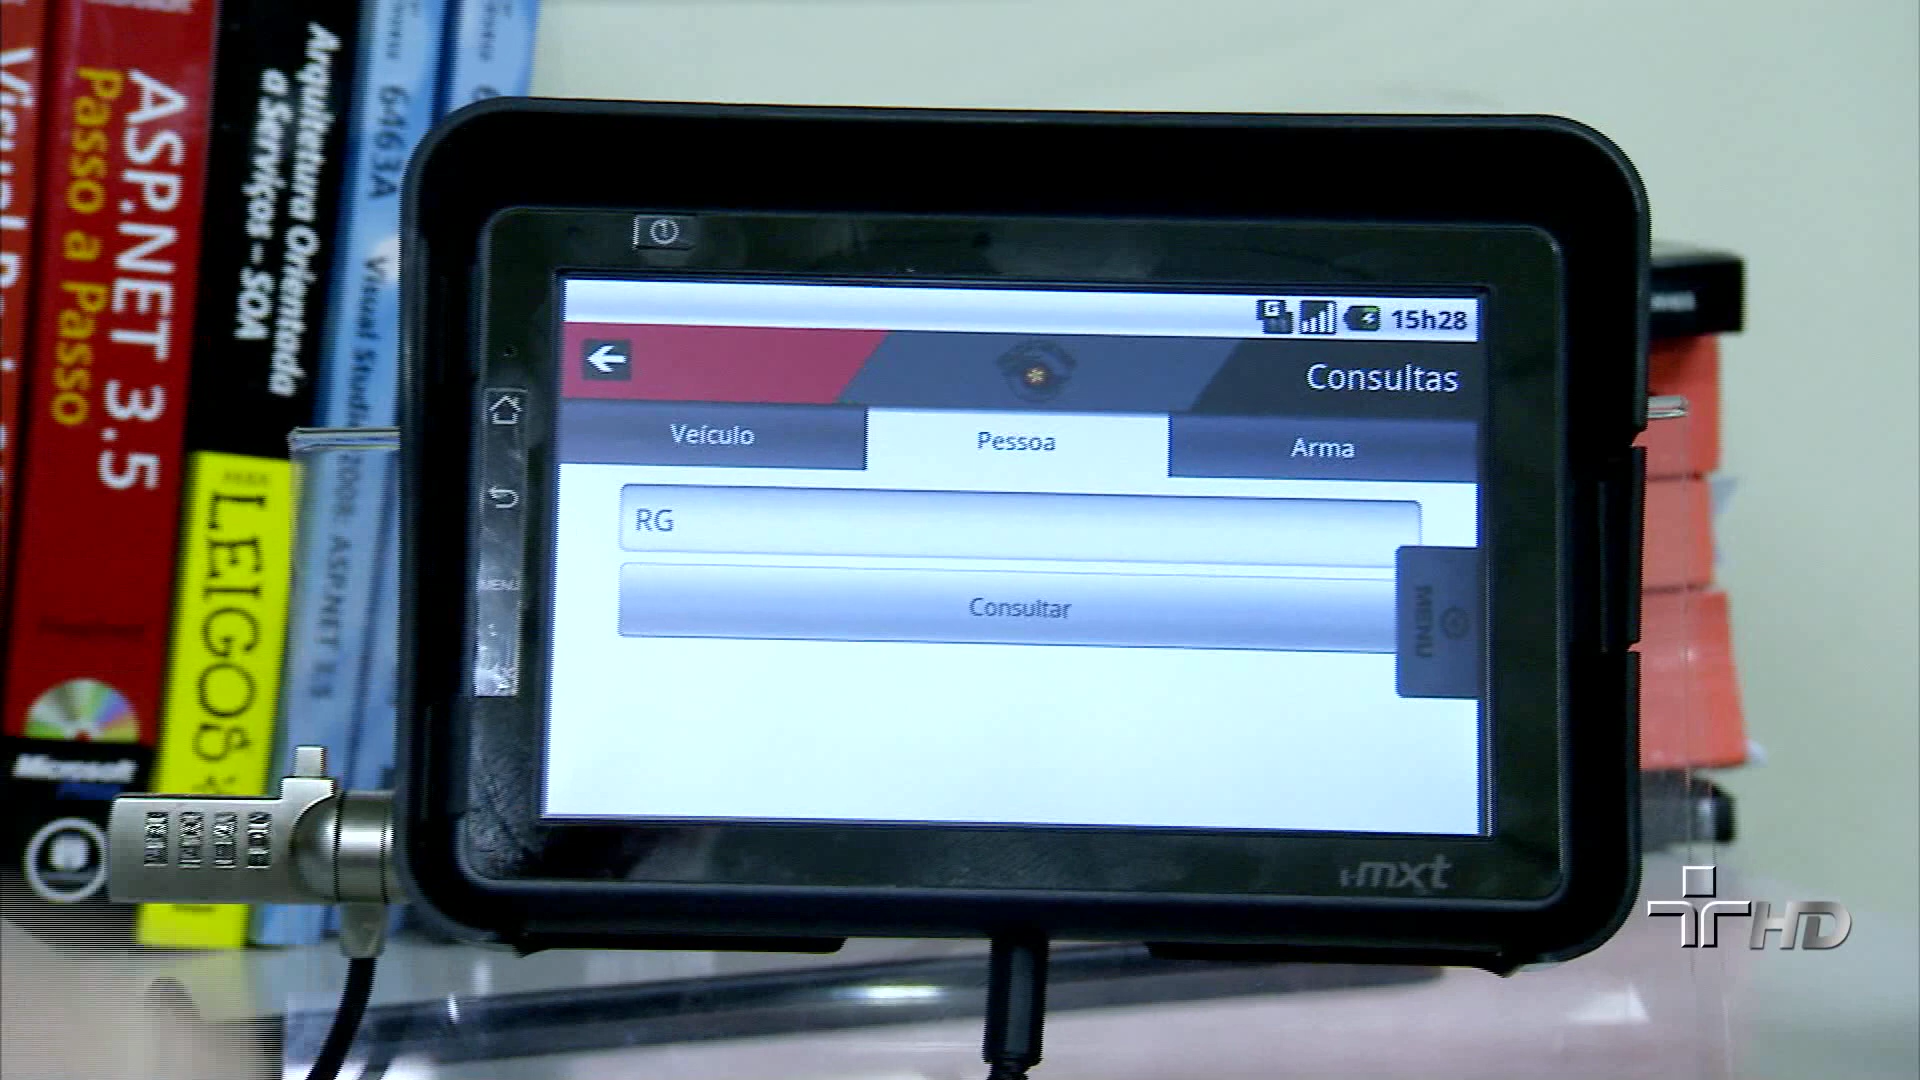 ASP.NET 3.5
Passo a Passo
Microsoft
Arquitetura Orientada
a Serviços – SOA
LEIGOS
6463A
Visual Studio 2008: ASP.NET 3.5
15h28
Consultas
Veículo
Pessoa
Arma
RG
Consultar
MENU
MENU
mxt
HD